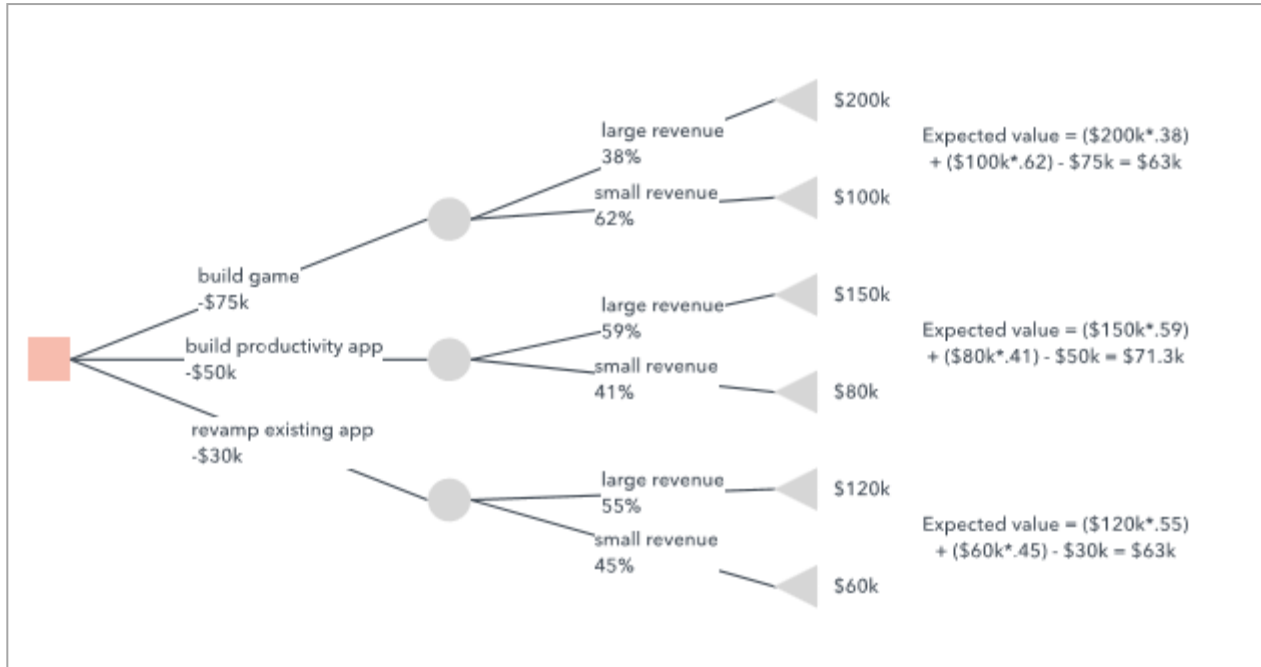 $200k
large revenue
38%
Expected value = ($200k*.38)
+ ($100k*.62) - $75k = $63k
small revenue
62%
$100k
build game
-$75k
$150k
large revenue
59%
Expected value = ($150k*.59)
+ ($80k*.41) - $50k = $71.3k
build productivity app
-$50k
small revenue
41%
$80k
revamp existing app
-$30k
large revenue
55%
$120k
Expected value = ($120k*.55)
+ ($60k*.45) - $30k = $63k
small revenue
45%
$60k